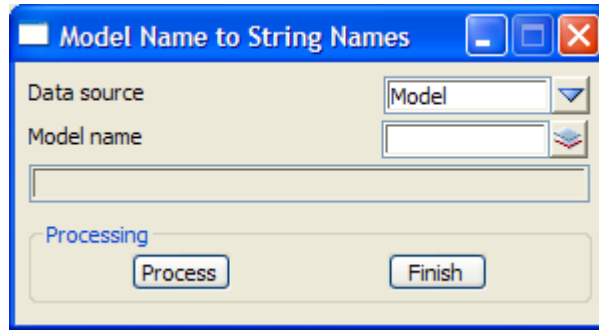 Model Name to String Names
Data source Model
Model name
Processing
Process Finish